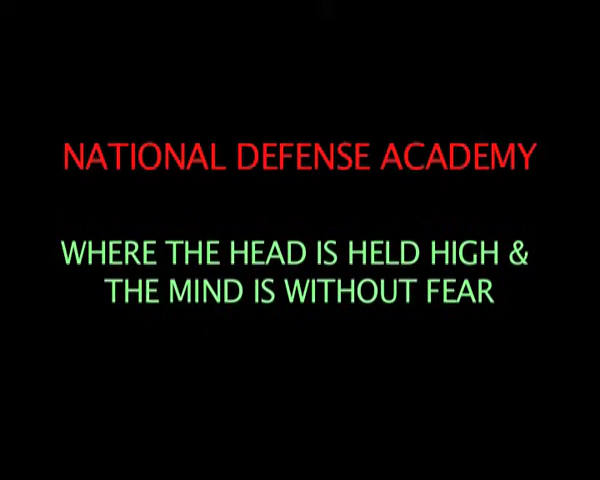 NATIONAL DEFENSE ACADEMY
WHERE THE HEAD IS HELD HIGH &
THE MIND IS WITHOUT FEAR